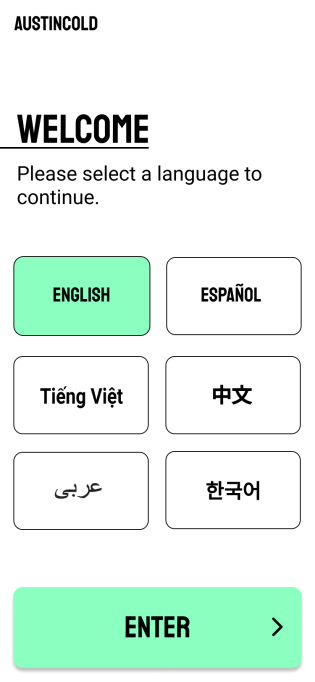 AUSTINCOLD
WELCOME
Please select a language to
continue.
ENGLISH
ESPAÑOL
Tiếng Việt
中文
عربى
한국어
ENTER